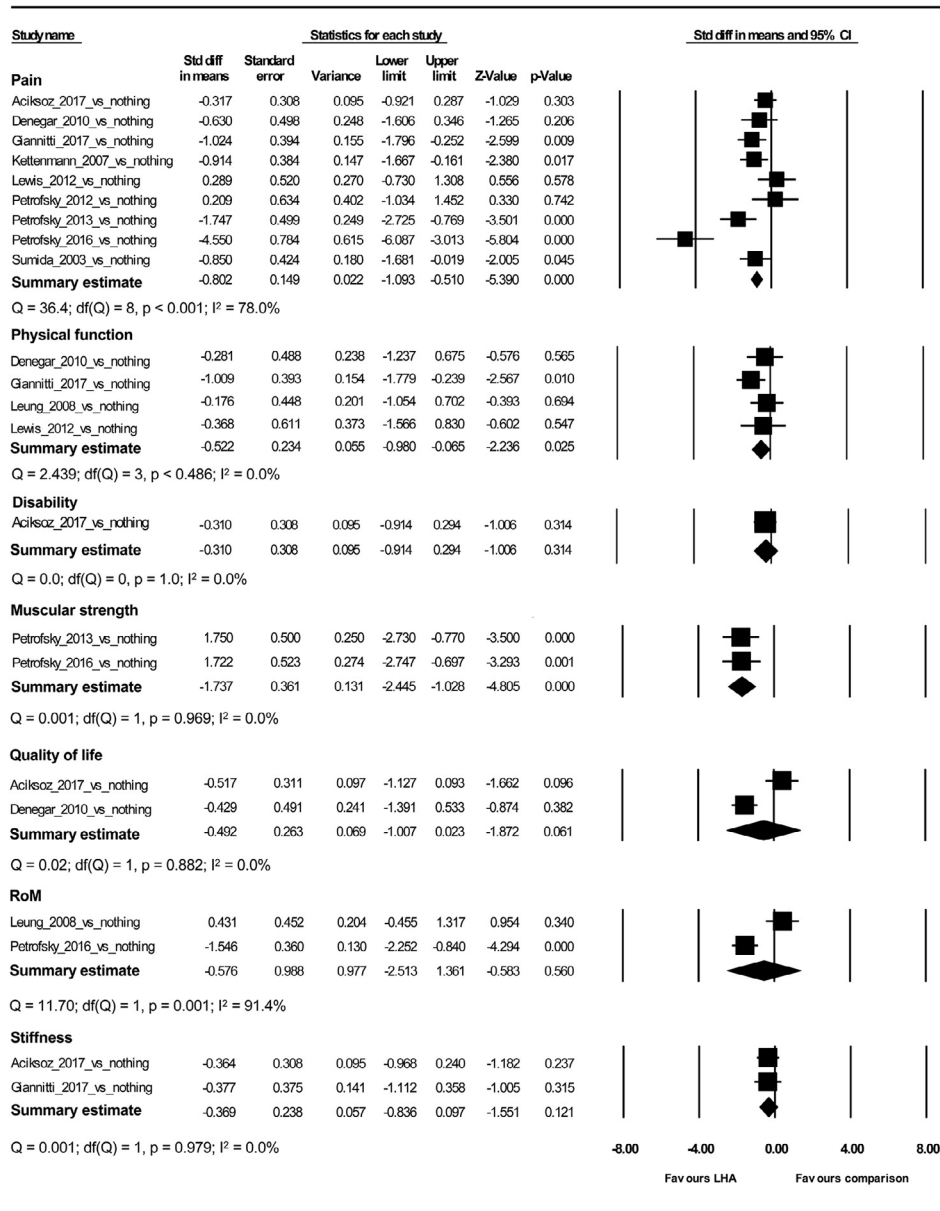 Study name Statistics for each study Std diff in means and 95% CI
Std diff Standard Lower Upper
in means error Variance limit limit Z-Value p-Value
Pain
Aciksoz_2017_vs_nothing -0.317 0.308 0.095 -0.921 0.287 -1.029 0.303
Denegar_2010_vs_nothing -0.630 0.498 0.248 -1.606 0.346 -1.265 0.206
Giannitti_2017_vs_nothing -1.024 0.394 0.155 -1.796 -0.252 -2.599 0.009
Kettenmann_2007_vs_nothing -0.914 0.384 0.147 -1.667 -0.161 -2.380 0.017
Lewis_2012_vs_nothing 0.289 0.520 0.270 -0.730 1.308 0.556 0.578
Petrofsky_2012_vs_nothing 0.209 0.634 0.402 -1.034 1.452 0.330 0.742
Petrofsky_2013_vs_nothing -1.747 0.499 0.249 -2.725 -0.769 -3.501 0.000
Petrofsky_2016_vs_nothing -4.550 0.784 0.615 -6.087 -3.013 -5.804 0.000
Sumida_2003_vs_nothing -0.850 0.424 0.180 -1.681 -0.019 -2.005 0.045
Summary estimate -0.802 0.149 0.022 -1.093 -0.510 -5.390 0.000
Q = 36.4; df(Q) = 8, p < 0.001; I² = 78.0%
Physical function
Denegar_2010_vs_nothing -0.281 0.488 0.238 -1.237 0.675 -0.576 0.565
Giannitti_2017_vs_nothing -1.009 0.393 0.154 -1.779 -0.239 -2.567 0.010
Leung_2008_vs_nothing -0.176 0.448 0.201 -1.054 0.702 -0.393 0.694
Lewis_2012_vs_nothing -0.368 0.611 0.373 -1.566 0.830 -0.602 0.547
Summary estimate -0.522 0.234 0.055 -0.980 -0.065 -2.236 0.025
Q = 2.439; df(Q) = 3, p < 0.486; I² = 0.0%
Disability
Aciksoz_2017_vs_nothing -0.310 0.308 0.095 -0.914 0.294 -1.006 0.314
Summary estimate -0.310 0.308 0.095 -0.914 0.294 -1.006 0.314
Q = 0.0; df(Q) = 0, p = 1.0; I² = 0.0%
Muscular strength
Petrofsky_2013_vs_nothing 1.750 0.500 0.250 -2.730 -0.770 -3.500 0.000
Petrofsky_2016_vs_nothing 1.722 0.523 0.274 -2.747 -0.697 -3.293 0.001
Summary estimate -1.737 0.361 0.131 -2.445 -1.028 -4.805 0.000
Q = 0.001; df(Q) = 1, p = 0.969; I² = 0.0%
Quality of life
Aciksoz_2017_vs_nothing -0.517 0.311 0.097 -1.127 0.093 -1.662 0.096
Denegar_2010_vs_nothing -0.429 0.491 0.241 -1.391 0.533 -0.874 0.382
Summary estimate -0.492 0.263 0.069 -1.007 0.023 -1.872 0.061
Q = 0.02; df(Q) = 1, p = 0.882; I² = 0.0%
RoM
Leung_2008_vs_nothing 0.431 0.452 0.204 -0.455 1.317 0.954 0.340
Petrofsky_2016_vs_nothing -1.546 0.360 0.130 -2.252 -0.840 -4.294 0.000
Summary estimate -0.576 0.988 0.977 -2.513 1.361 -0.583 0.560
Q = 11.70; df(Q) = 1, p = 0.001; I² = 91.4%
Stiffness
Aciksoz_2017_vs_nothing -0.364 0.308 0.095 -0.968 0.240 -1.182 0.237
Giannitti_2017_vs_nothing -0.377 0.375 0.141 -1.112 0.358 -1.005 0.315
Summary estimate -0.369 0.238 0.057 -0.836 0.097 -1.551 0.121
Q = 0.001; df(Q) = 1, p = 0.979; I² = 0.0%
-8.00 -4.00 0.00 4.00 8.00
Favours LHA Favours comparison